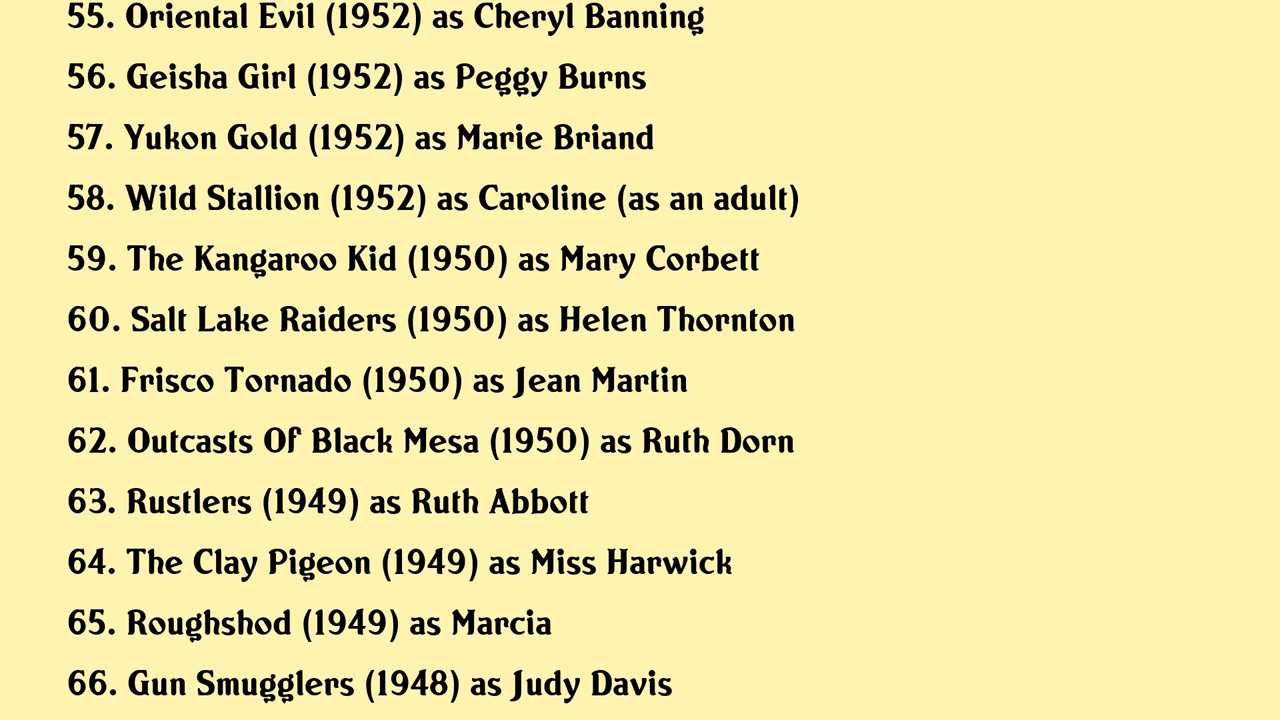 55. Oriental Evil (1952) as Cheryl Banning
56. Geisha Girl (1952) as Peggy Burns
57. Yukon Gold (1952) as Marie Briand
58. Wild Stallion (1952) as Caroline (as an adult)
59. The Kangaroo Kid (1950) as Mary Corbett
60. Salt Lake Raiders (1950) as Helen Thornton
61. Frisco Tornado (1950) as Jean Martin
62. Outcasts Of Black Mesa (1950) as Ruth Dorn
63. Rustlers (1949) as Ruth Abbott
64. The Clay Pigeon (1949) as Miss Harwick
65. Roughshod (1949) as Marcia
66. Gun Smugglers (1948) as Judy Davis